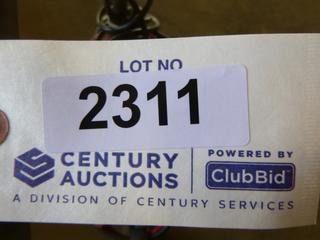 LOT NO
2311
CENTURY
AUCTIONS
POWERED BY
ClubBid
A DIVISION OF CENTURY SERVICES